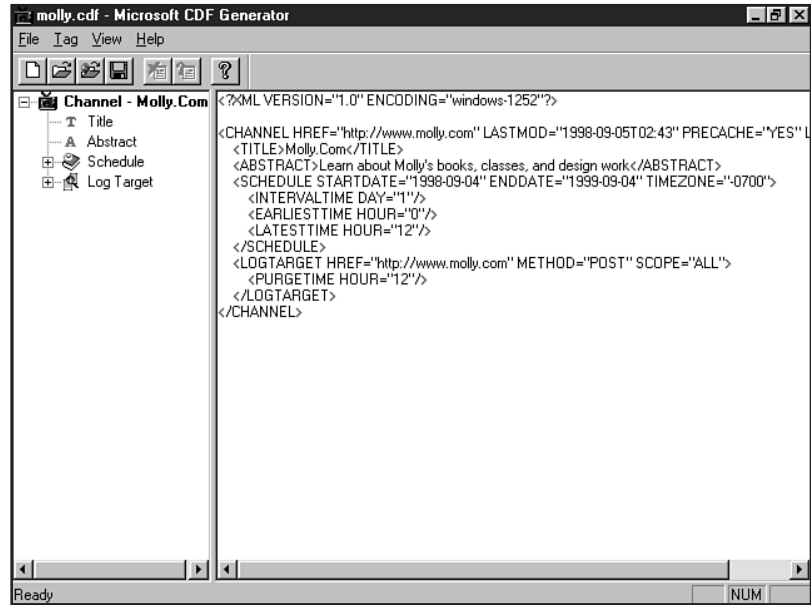 molly.cdf - Microsoft CDF Generator
File Tag View Help
Channel - Molly.Com
Title
Abstract
Schedule
Log Target
<?XML VERSION="1.0" ENCODING="windows-1252"?>
<CHANNEL HREF="http://www.molly.com" LASTMOD="1998-09-05T02:43" PRECACHE="YES" L
<TITLE>Molly.Com</TITLE>
<ABSTRACT>Learn about Molly's books, classes, and design work</ABSTRACT>
<SCHEDULE STARTDATE="1998-09-04" ENDDATE="1999-09-04" TIMEZONE="-0700">
<INTERVALTIME DAY="1"/>
<EARLIESTTIME HOUR="0"/>
<LATESTTIME HOUR="12"/>
</SCHEDULE>
<LOGTARGET HREF="http://www.molly.com" METHOD="POST" SCOPE="ALL">
<PURGETIME HOUR="12"/>
</LOGTARGET>
</CHANNEL>
Ready
NUM